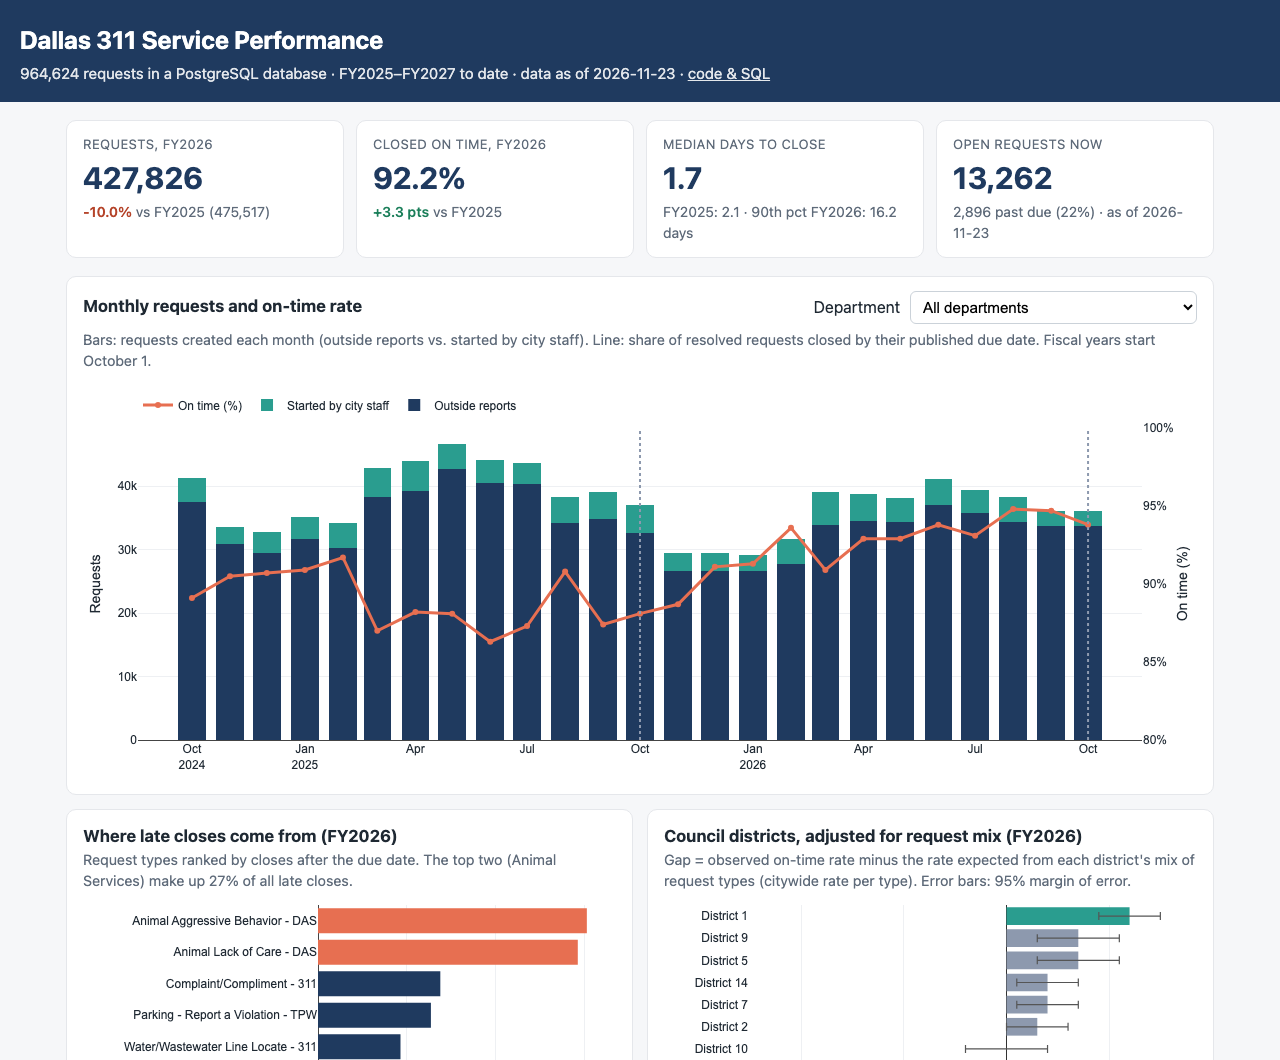 Dallas 311 Service Performance
964,624 requests in a PostgreSQL database · FY2025–FY2027 to date · data as of 2026-11-23 · code & SQL
REQUESTS, FY2026
427,826
-10.0% vs FY2025 (475,517)
CLOSED ON TIME, FY2026
92.2%
+3.3 pts vs FY2025
MEDIAN DAYS TO CLOSE
1.7
FY2025: 2.1 · 90th pct FY2026: 16.2
days
OPEN REQUESTS NOW
13,262
2,896 past due (22%) · as of 2026-
11-23
Monthly requests and on-time rate
Department
All departments
Bars: requests created each month (outside reports vs. started by city staff). Line: share of resolved requests closed by their published due date. Fiscal years start
October 1.
On time (%)
Started by city staff
Outside reports
Requests
40k
30k
20k
10k
0
100%
95%
90%
85%
80%
On time (%)
Oct
2024
Jan
2025
Apr
Jul
Oct
Jan
2026
Apr
Jul
Oct
Where late closes come from (FY2026)
Request types ranked by closes after the due date. The top two (Animal
Services) make up 27% of all late closes.
Animal Aggressive Behavior - DAS
Animal Lack of Care - DAS
Complaint/Compliment - 311
Parking - Report a Violation - TPW
Water/Wastewater Line Locate - 311
Council districts, adjusted for request mix (FY2026)
Gap = observed on-time rate minus the rate expected from each district's mix of
request types (citywide rate per type). Error bars: 95% margin of error.
District 1
District 9
District 5
District 14
District 7
District 2
District 10